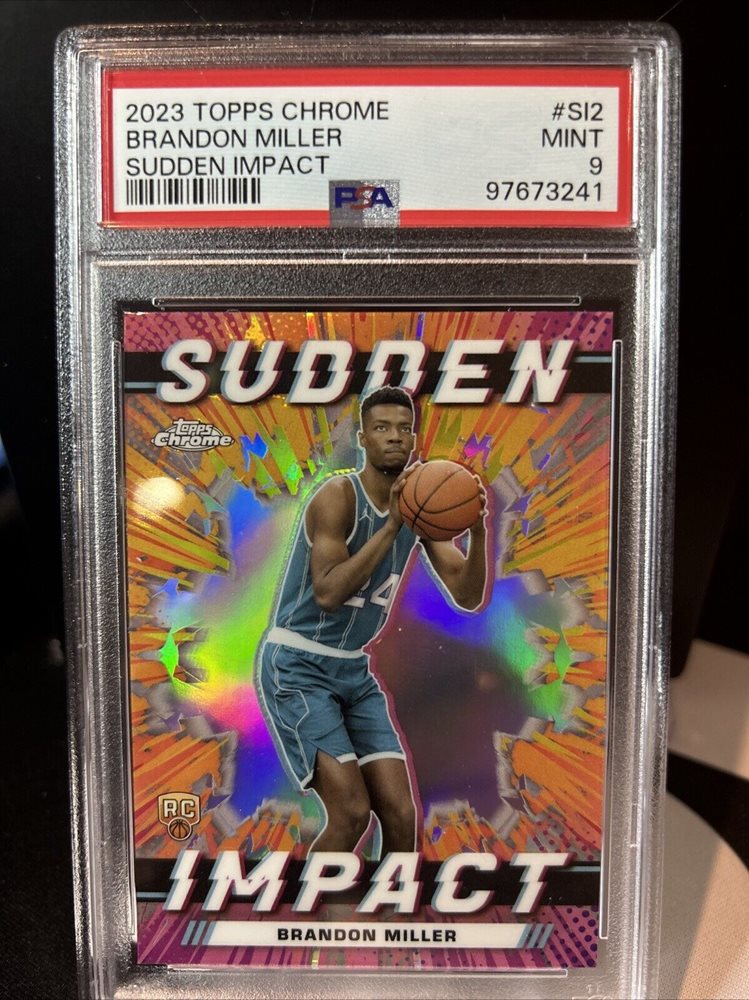 2023 TOPPS CHROME #SI2
BRANDON MILLER MINT
SUDDEN IMPACT 9
PSA 97673241
SUDDEN
Topps
Chrome
24
RC
IMPACT
BRANDON MILLER